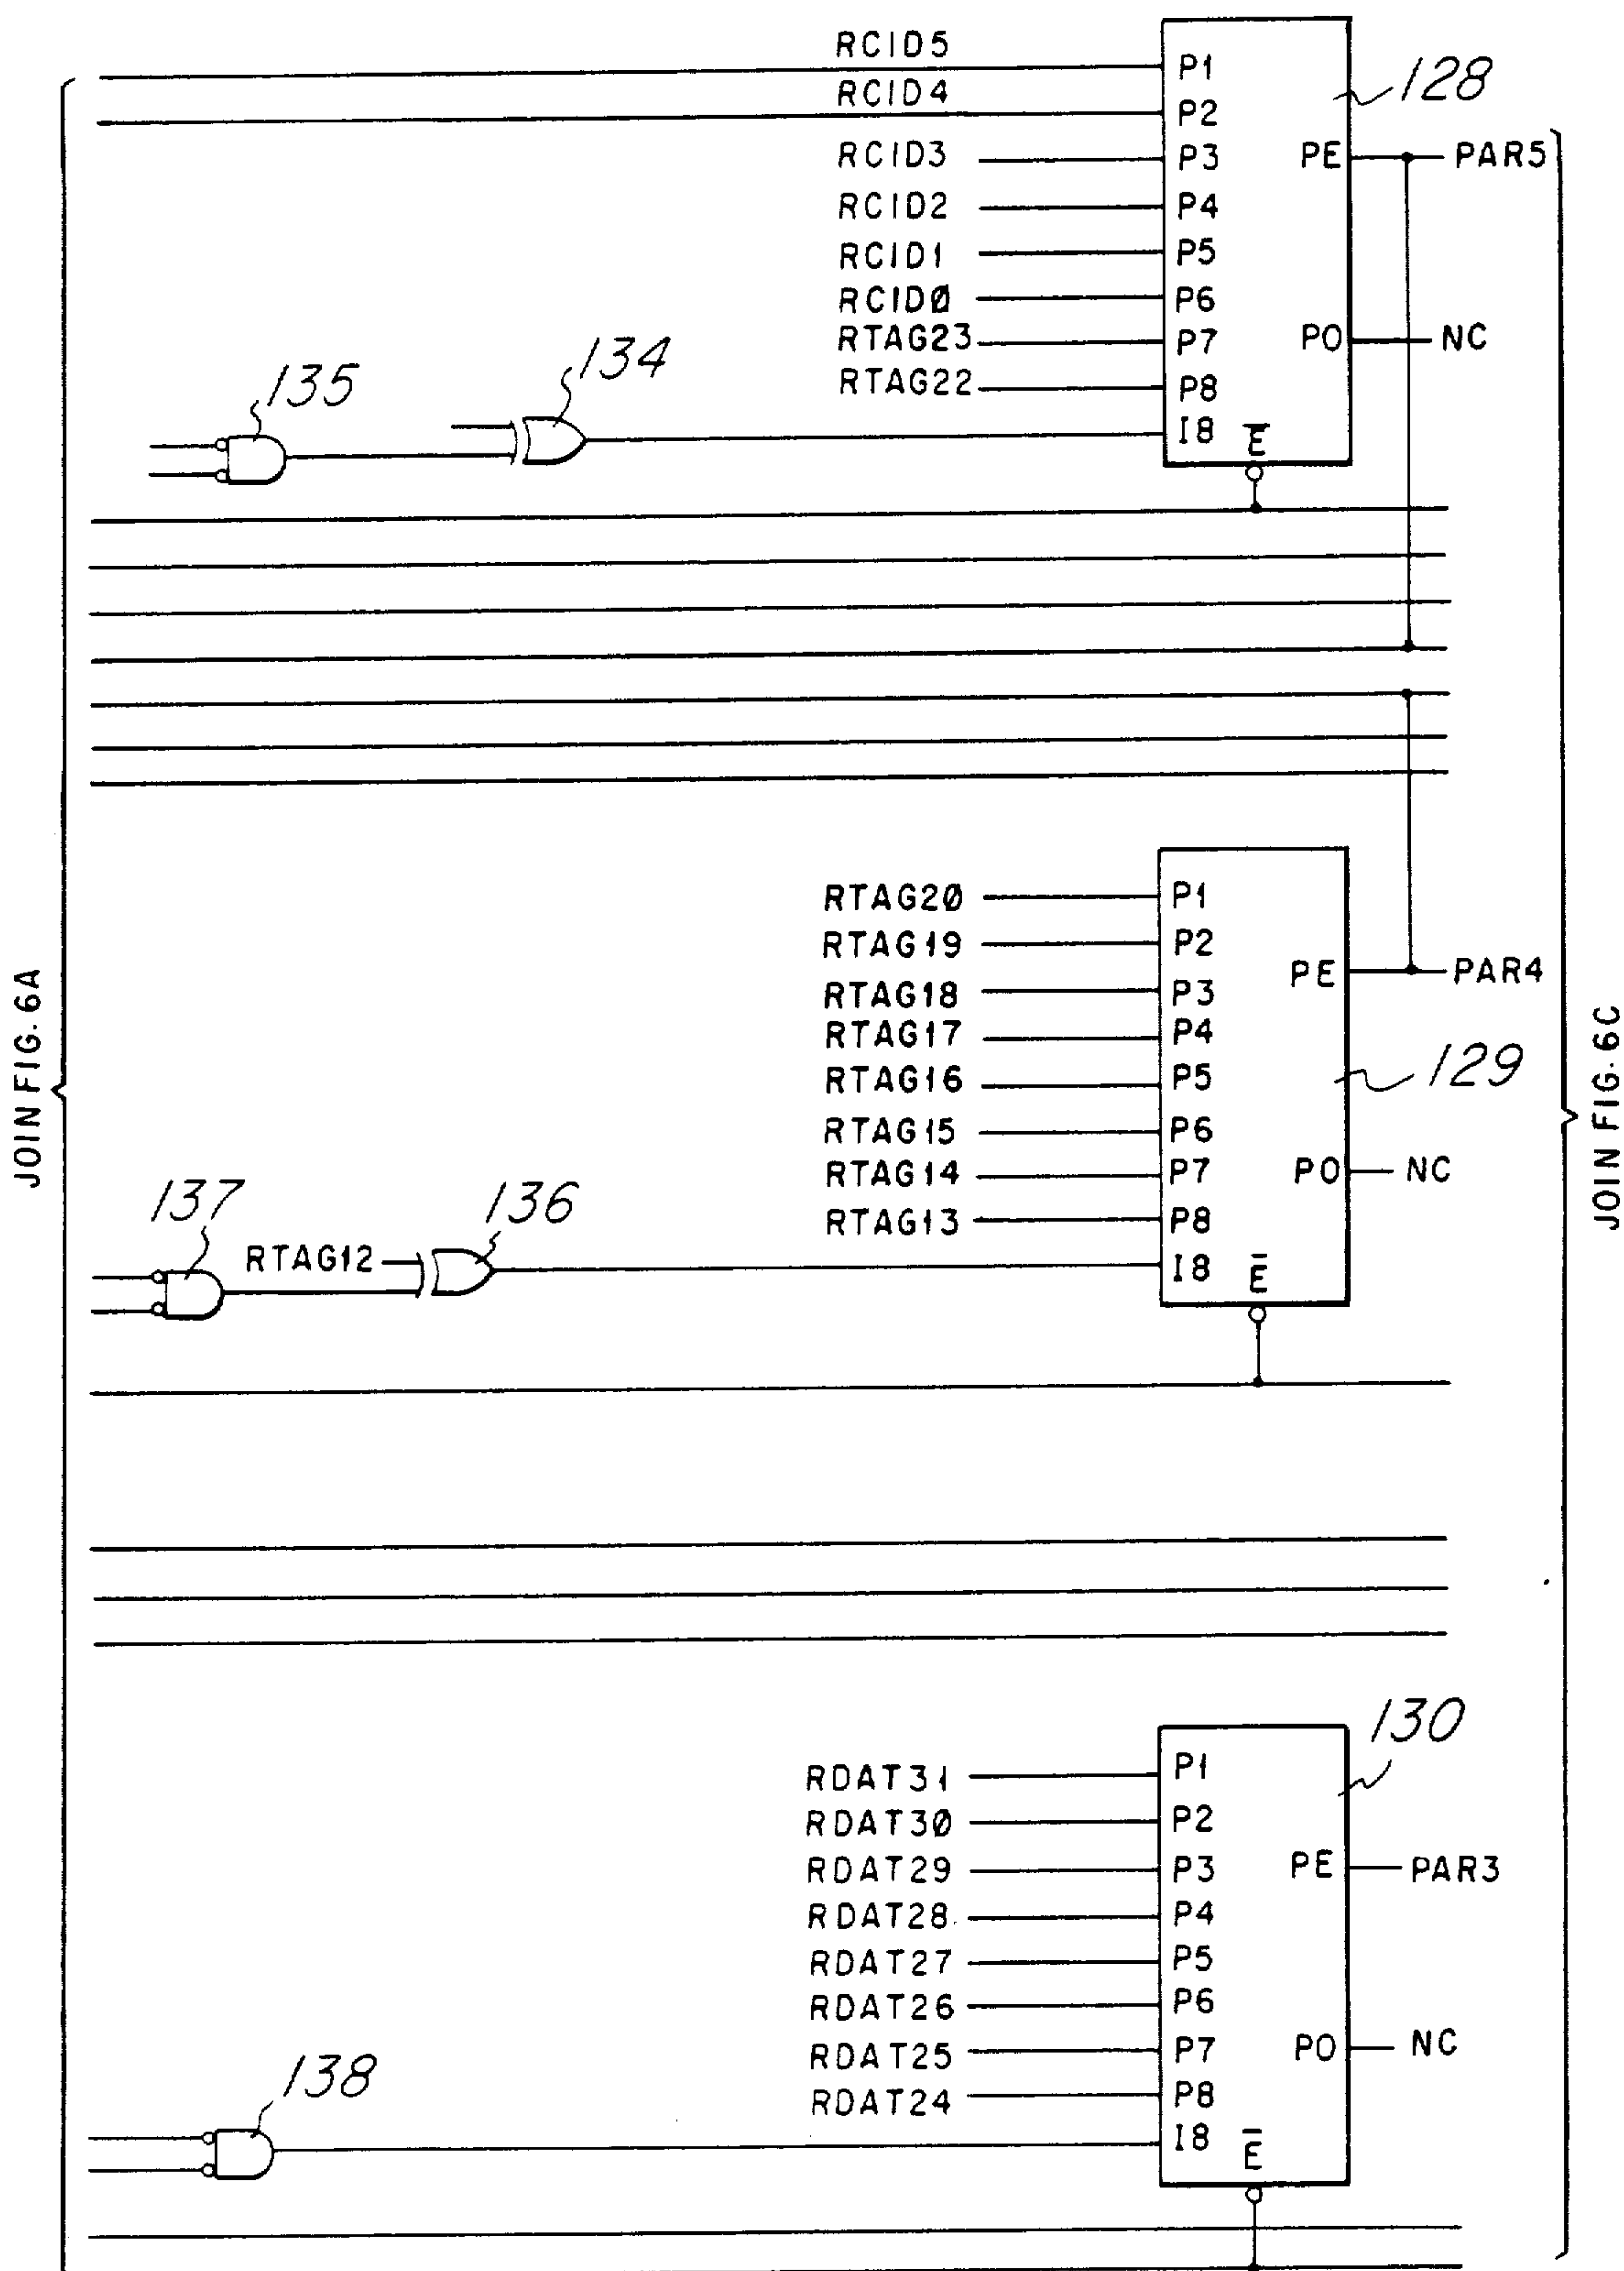 RCID5
P1
128
RCID4
P2
RCID3
P3
PE
PAR5
RCID2
P4
RCID1
P5
RCIDØ
P6
RTAG23
P7
PO
NC
RTAG22
P8
135
134
I8
E
JOIN FIG. 6A
JOIN FIG. 6C
RTAG20
P1
RTAG19
P2
PE
PAR4
RTAG18
P3
RTAG17
P4
RTAG16
P5
129
RTAG15
P6
RTAG14
P7
PO
NC
RTAG13
P8
137
136
RTAG12
I8
E
130
RDAT31
P1
RDAT3Ø
P2
RDAT29
P3
PE
PAR3
RDAT28
P4
RDAT27
P5
RDAT26
P6
RDAT25
P7
PO
NC
RDAT24
P8
138
I8
E